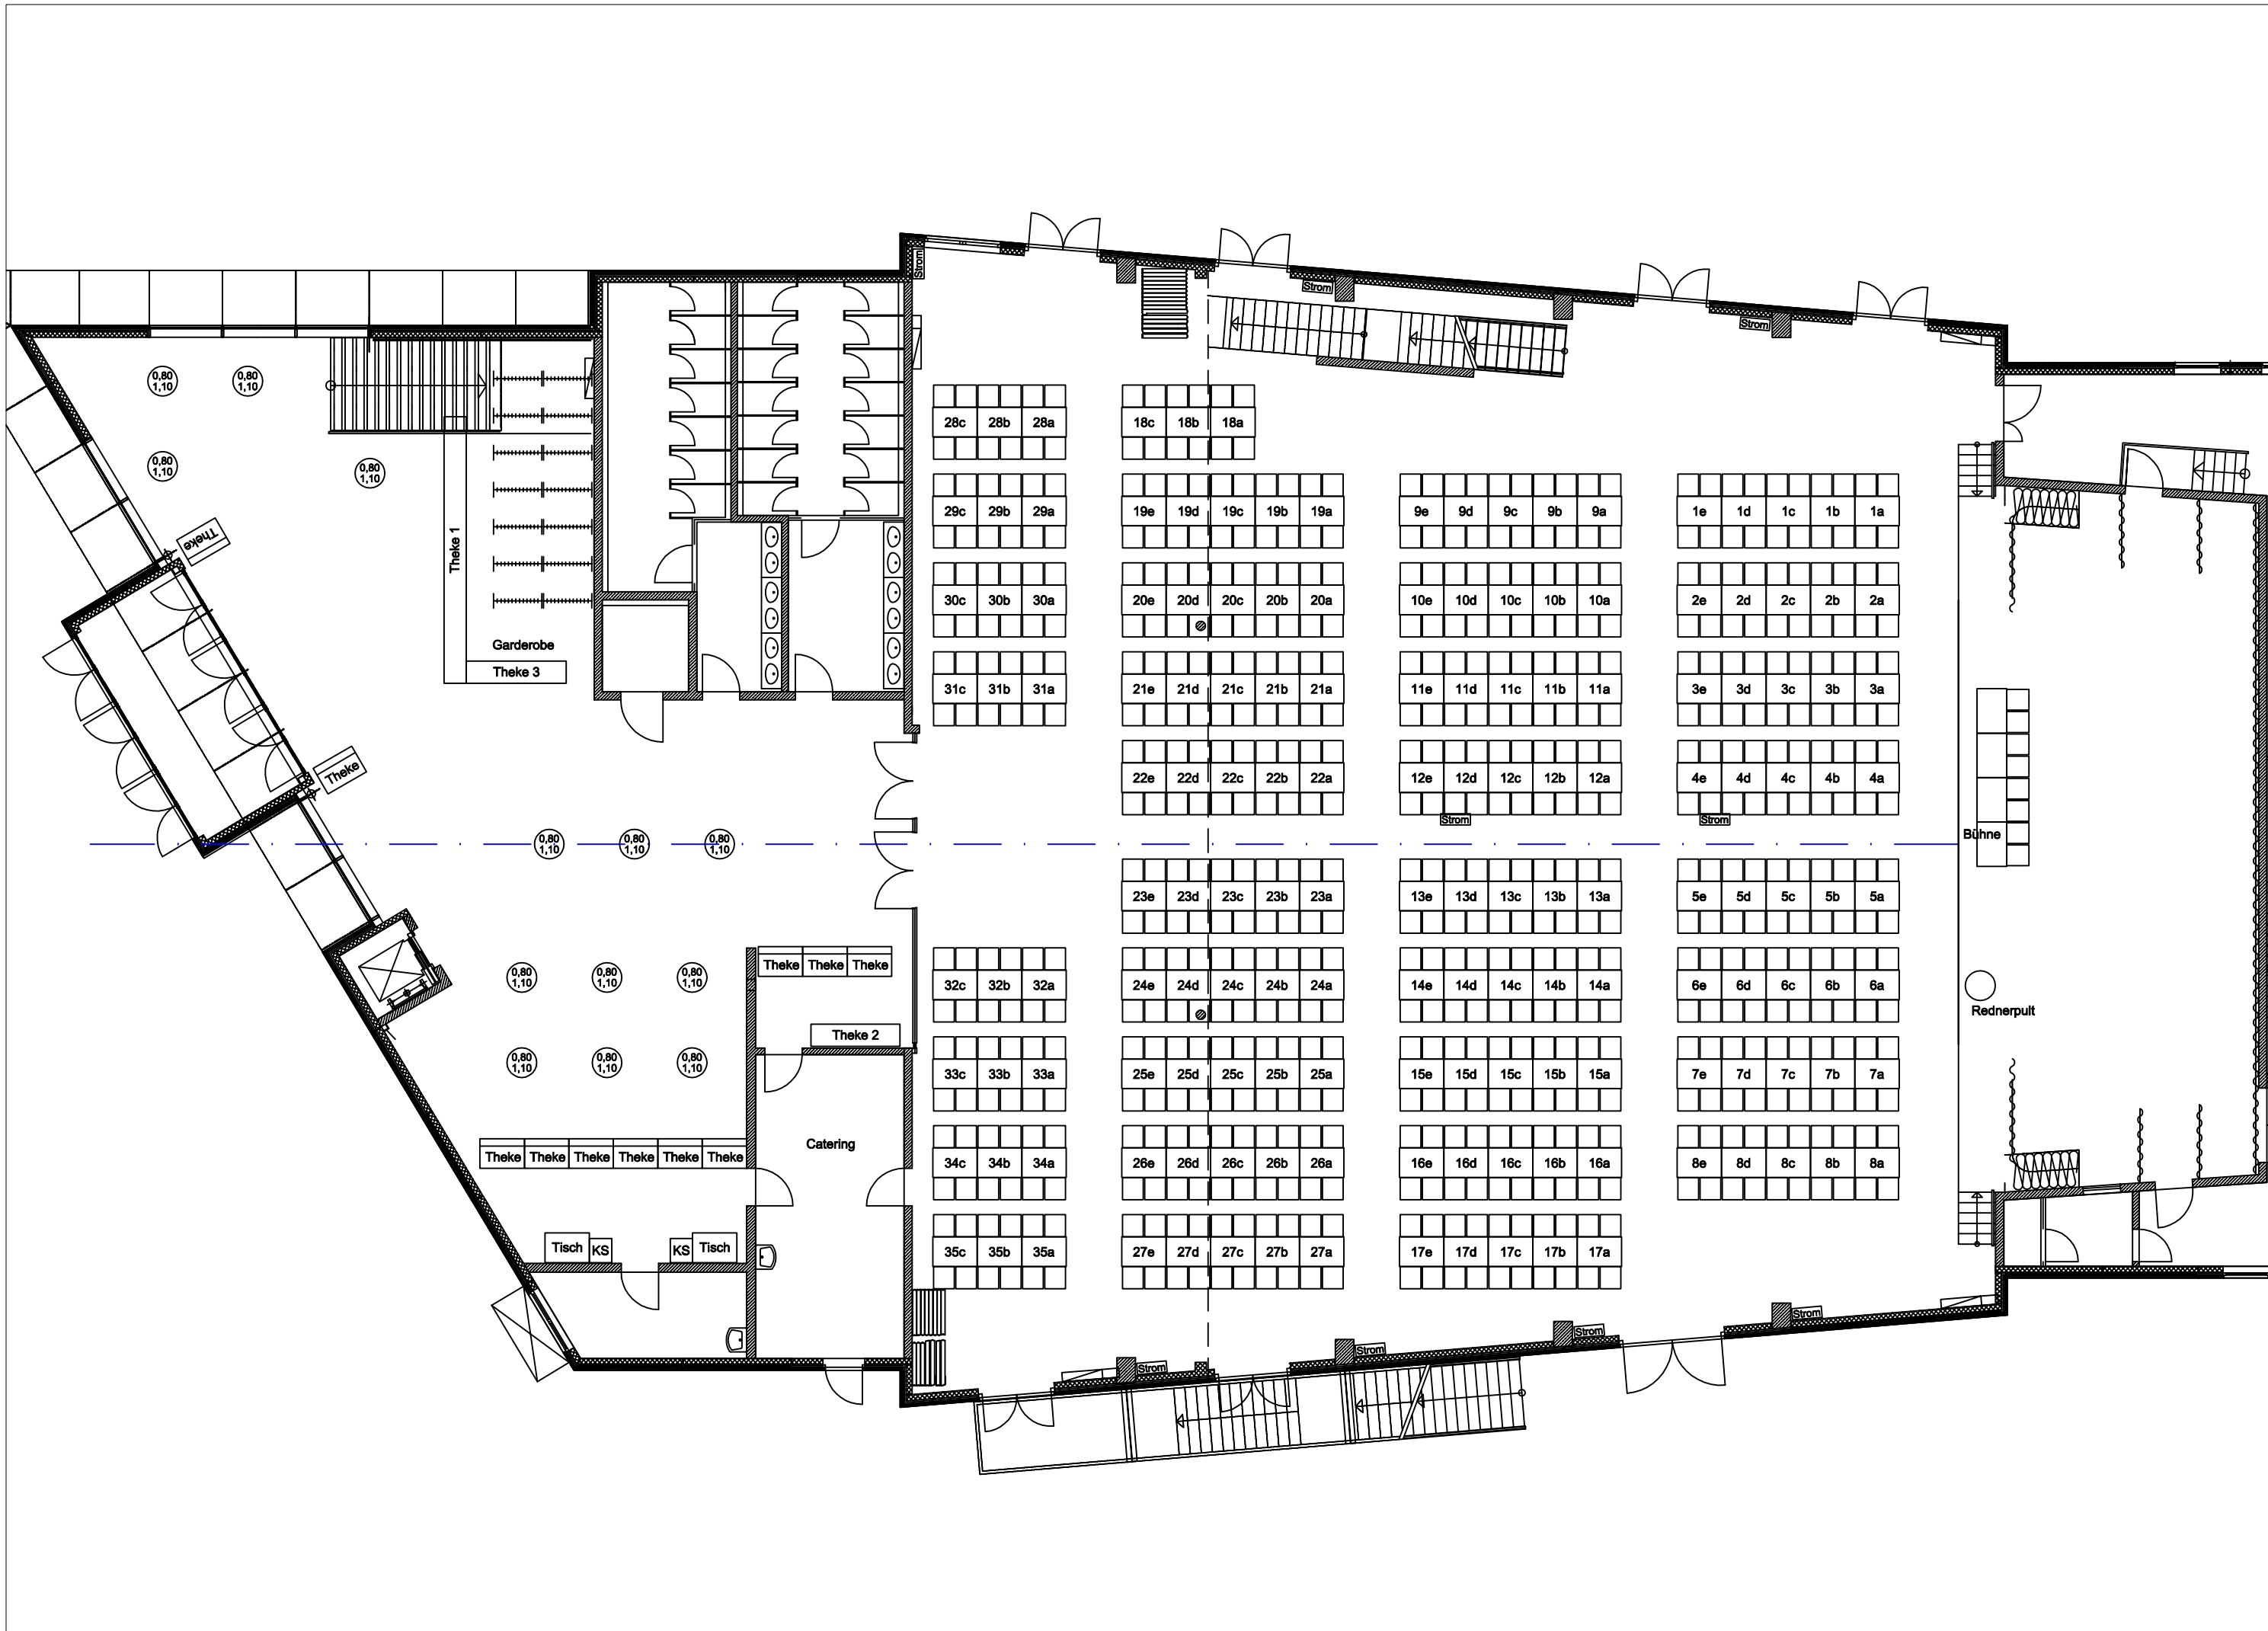 Strom
Strom
Strom
0,80
1,10
0,80
1,10
0,80
1,10
0,80
1,10
28c 28b 28a 18c 18b 18a
29c 29b 29a 19e 19d 19c 19b 19a 9e 9d 9c 9b 9a 1e 1d 1c 1b 1a
Theke
Theke 1
30c 30b 30a 20e 20d 20c 20b 20a 10e 10d 10c 10b 10a 2e 2d 2c 2b 2a
Garderobe
Theke 3
31c 31b 31a 21e 21d 21c 21b 21a 11e 11d 11c 11b 11a 3e 3d 3c 3b 3a
Theke
22e 22d 22c 22b 22a 12e 12d 12c 12b 12a 4e 4d 4c 4b 4a
Strom Strom
Bühne
0,80
1,10
0,80
1,10
0,80
1,10
23e 23d 23c 23b 23a 13e 13d 13c 13b 13a 5e 5d 5c 5b 5a
Theke Theke Theke
0,80
1,10
0,80
1,10
0,80
1,10
32c 32b 32a 24e 24d 24c 24b 24a 14e 14d 14c 14b 14a 6e 6d 6c 6b 6a
Rednerpult
Theke 2
0,80
1,10
0,80
1,10
0,80
1,10
33c 33b 33a 25e 25d 25c 25b 25a 15e 15d 15c 15b 15a 7e 7d 7c 7b 7a
Catering
Theke Theke Theke Theke Theke Theke
34c 34b 34a 26e 26d 26c 26b 26a 16e 16d 16c 16b 16a 8e 8d 8c 8b 8a
Tisch KS KS Tisch
35c 35b 35a 27e 27d 27c 27b 27a 17e 17d 17c 17b 17a
Strom
Strom
Strom
Strom